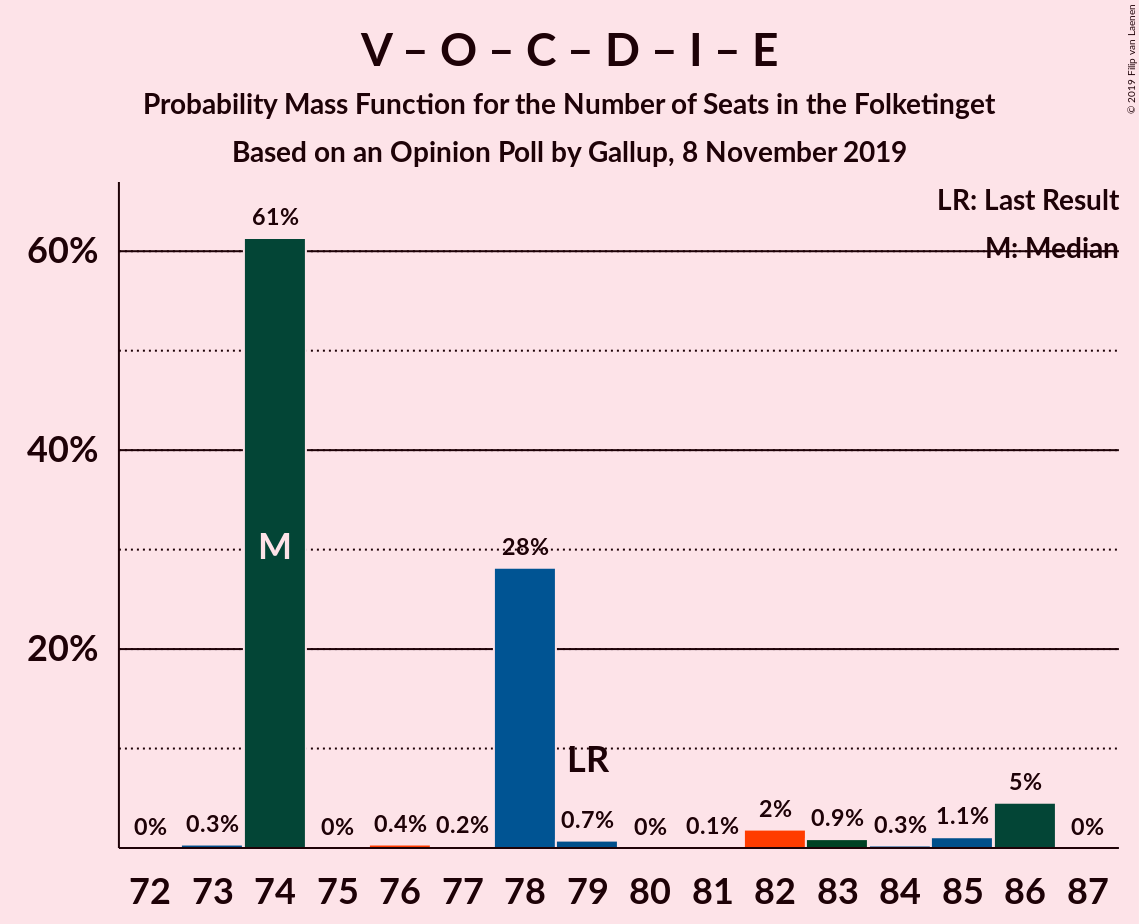 V – O – C – D – I – E
Probability Mass Function for the Number of Seats in the Folketinget
Based on an Opinion Poll by Gallup, 8 November 2019
© 2019 Filip van Laenen
LR: Last Result
M: Median
60%
40%
20%
0%
0.3%
61%
0%
0.4%
0.2%
28%
0.7%
0%
0.1%
2%
0.9%
0.3%
1.1%
5%
0%
M
LR
72 73 74 75 76 77 78 79 80 81 82 83 84 85 86 87